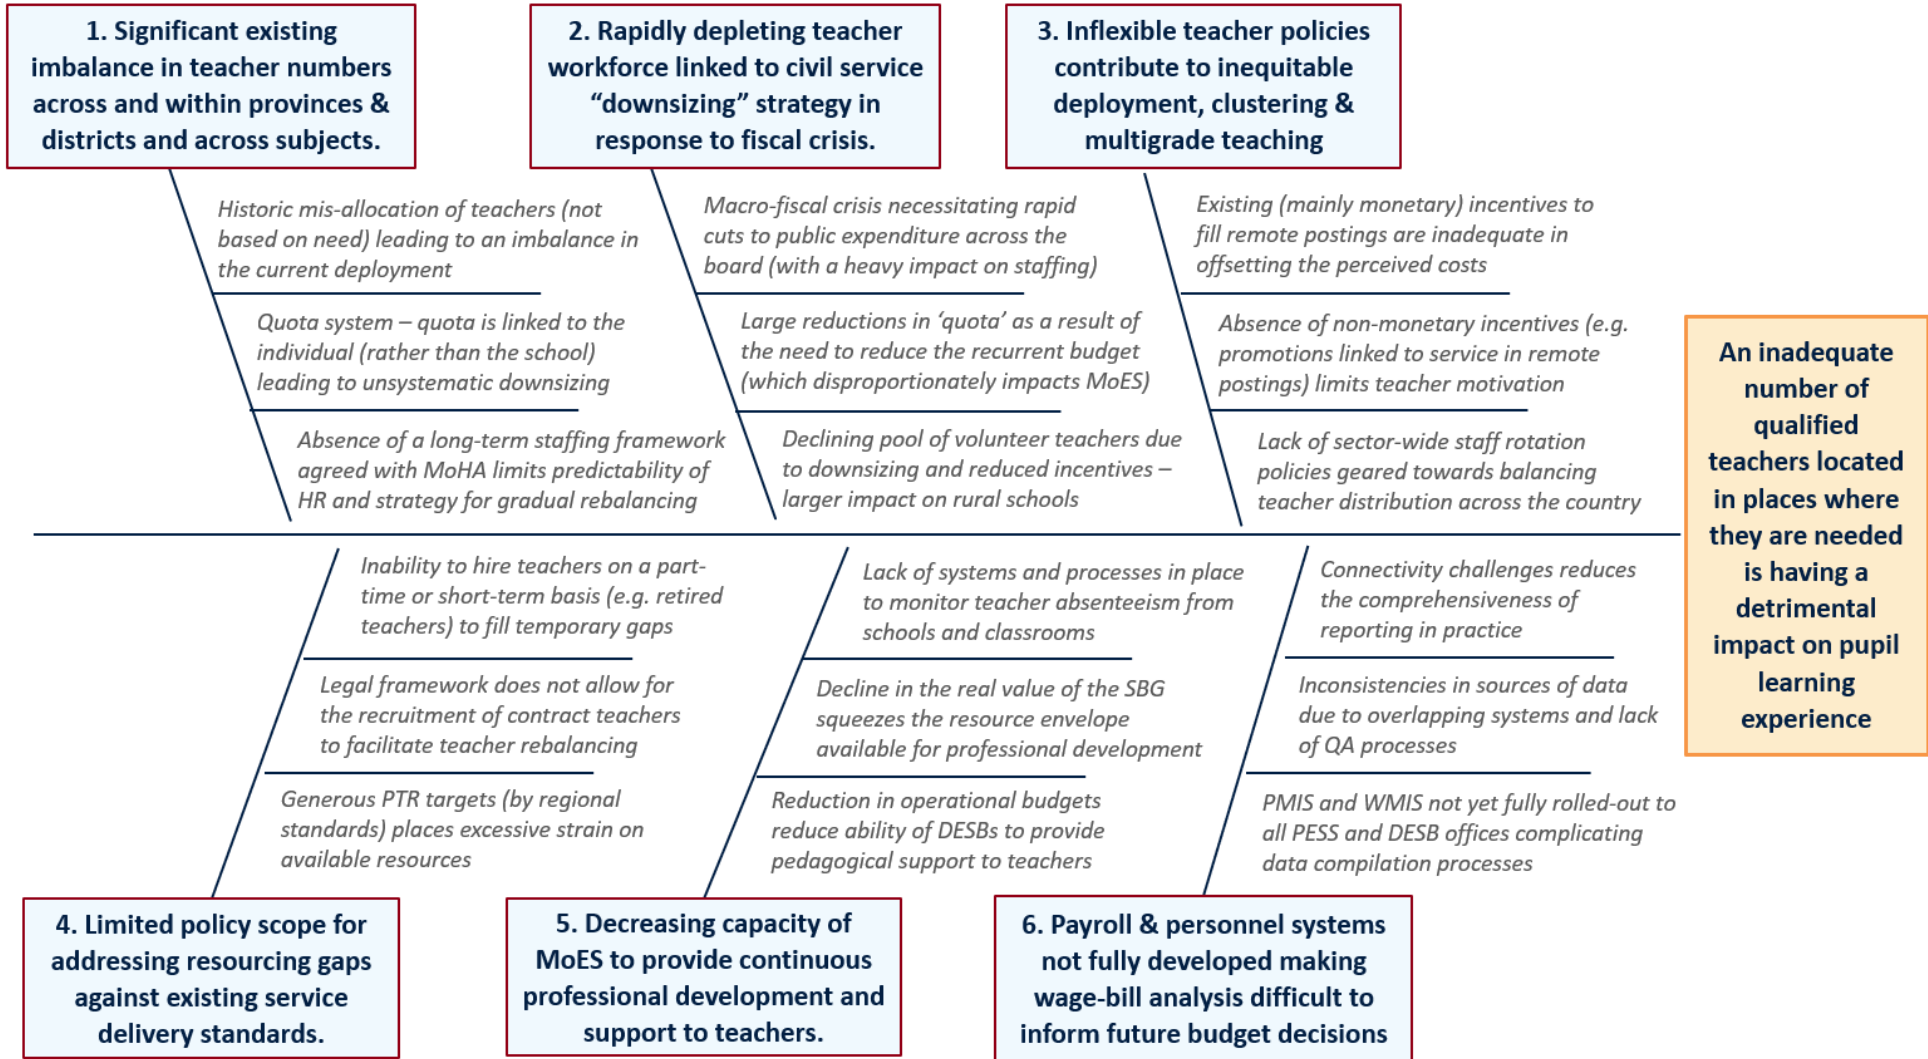 1. Significant existing
imbalance in teacher numbers
across and within provinces &
districts and across subjects.
2. Rapidly depleting teacher
workforce linked to civil service
“downsizing” strategy in
response to fiscal crisis.
3. Inflexible teacher policies
contribute to inequitable
deployment, clustering &
multigrade teaching
Historic mis-allocation of teachers (not
based on need) leading to an imbalance in
the current deployment
Quota system – quota is linked to the
individual (rather than the school)
leading to unsystematic downsizing
Absence of a long-term staffing framework
agreed with MoHA limits predictability of
HR and strategy for gradual rebalancing
Macro-fiscal crisis necessitating rapid
cuts to public expenditure across the
board (with a heavy impact on staffing)
Large reductions in ‘quota’ as a result of
the need to reduce the recurrent budget
(which disproportionately impacts MoES)
Declining pool of volunteer teachers due
to downsizing and reduced incentives –
larger impact on rural schools
Existing (mainly monetary) incentives to
fill remote postings are inadequate in
offsetting the perceived costs
Absence of non-monetary incentives (e.g.
promotions linked to service in remote
postings) limits teacher motivation
Lack of sector-wide staff rotation
policies geared towards balancing
teacher distribution across the country
An inadequate
number of
qualified
teachers located
in places where
they are needed
is having a
detrimental
impact on pupil
learning
experience
Inability to hire teachers on a part-
time or short-term basis (e.g. retired
teachers) to fill temporary gaps
Legal framework does not allow for
the recruitment of contract teachers
to facilitate teacher rebalancing
Generous PTR targets (by regional
standards) places excessive strain on
available resources
Lack of systems and processes in place
to monitor teacher absenteeism from
schools and classrooms
Decline in the real value of the SBG
squeezes the resource envelope
available for professional development
Reduction in operational budgets
reduce ability of DESBs to provide
pedagogical support to teachers
Connectivity challenges reduces
the comprehensiveness of
reporting in practice
Inconsistencies in sources of data
due to overlapping systems and lack
of QA processes
PMIS and WMIS not yet fully rolled-out to
all PESS and DESB offices complicating
data compilation processes
4. Limited policy scope for
addressing resourcing gaps
against existing service
delivery standards.
5. Decreasing capacity of
MoES to provide continuous
professional development and
support to teachers.
6. Payroll & personnel systems
not fully developed making
wage-bill analysis difficult to
inform future budget decisions